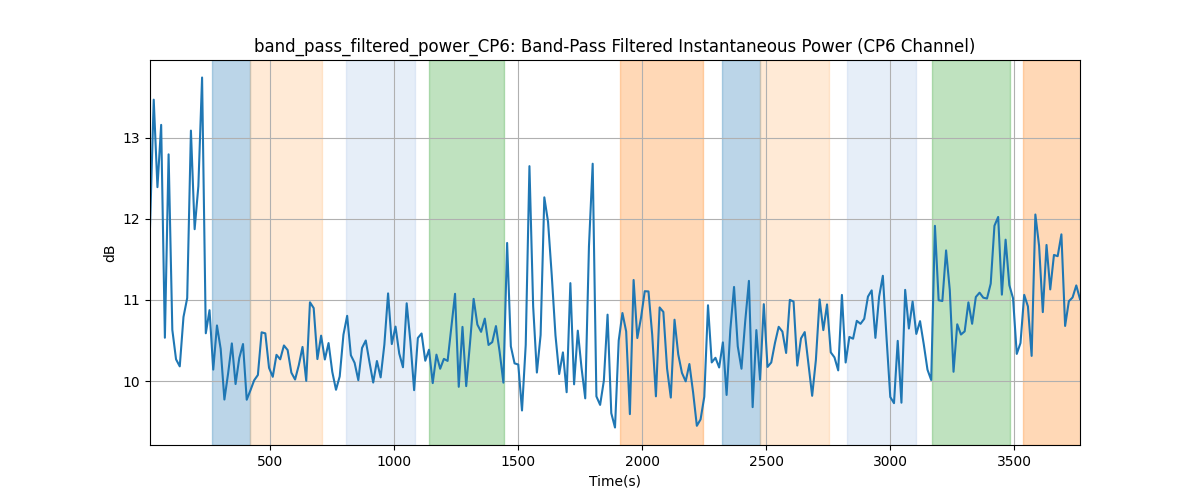 band_pass_filtered_power_CP6: Band-Pass Filtered Instantaneous Power (CP6 Channel)
13
12
11
10
dB
500 1000 1500 2000 2500 3000 3500
Time(s)